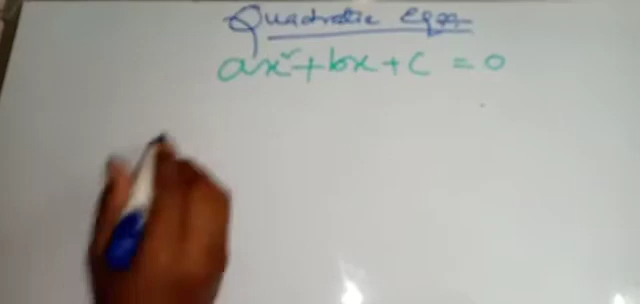 Quadratic Eqn
ax²+bx+c = 0